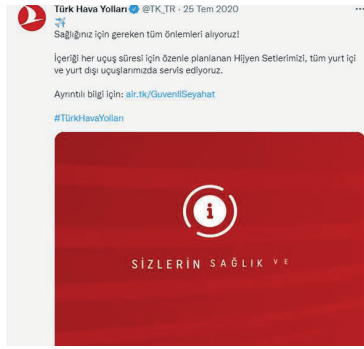 Türk Hava Yolları @TK_TR · 25 Tem 2020
Sağlığınız için gereken tüm önlemleri alıyoruz!
İçeriği her uçuş süresi için özenle planlanan Hijyen Setlerimizi, tüm yurt içi
ve yurt dışı uçuşlarımızda servis ediyoruz.
Ayrıntılı bilgi için: air.tk/GuvenliSeyahat
#TürkHavaYolları
SİZLERİN SAĞLIK VE